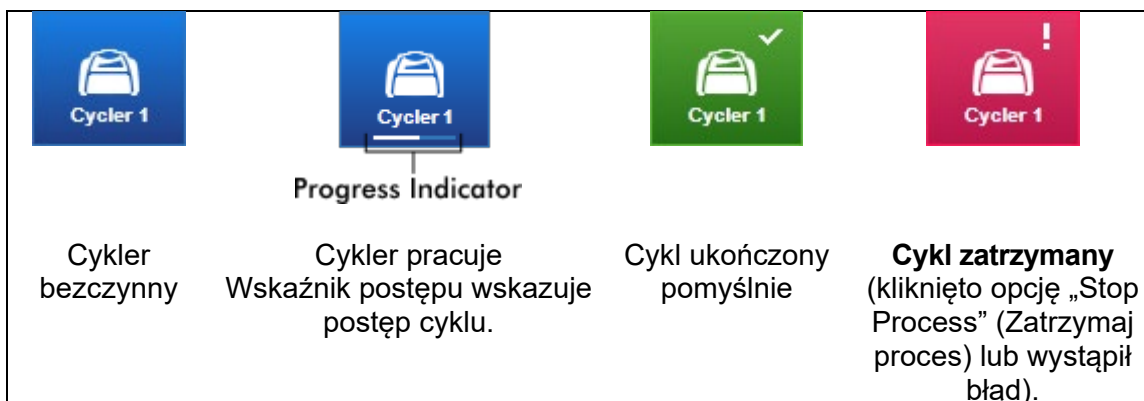 Cycler 1
Cycler 1
Cycler 1
!
Cycler 1
Progress Indicator
Cykler
bezczynny
Cykler pracuje
Wskaźnik postępu wskazuje
postęp cyklu.
Cykl ukończony
pomyślnie
Cykl zatrzymany
(kliknięto opcję „Stop
Process” (Zatrzymaj
proces) lub wystąpił
błąd).